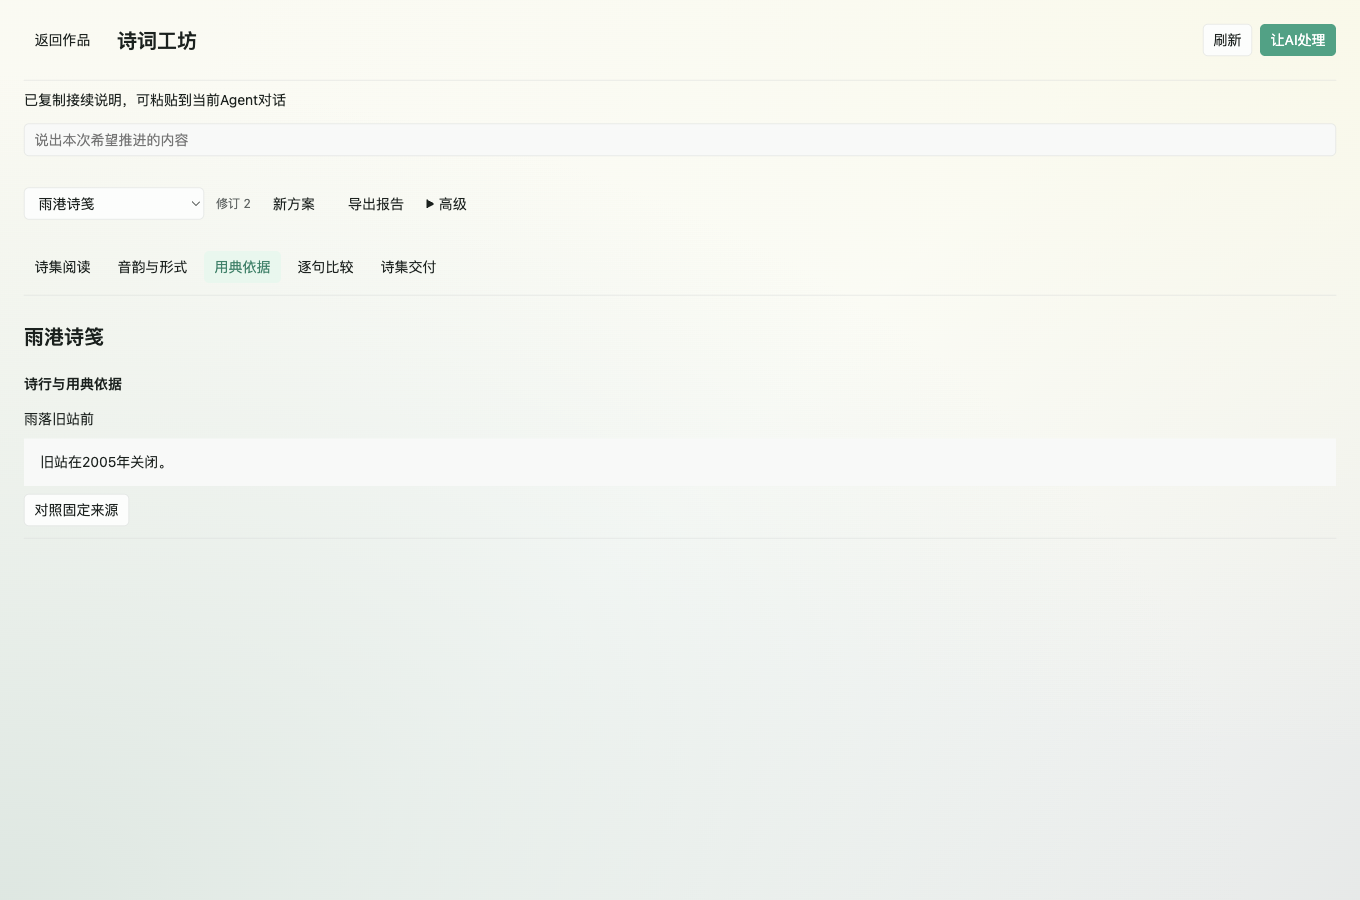 返回作品 诗词工坊 刷新 让AI处理
已复制接续说明，可粘贴到当前Agent对话
说出本次希望推进的内容
雨港诗笺 修订 2 新方案 导出报告 ▶ 高级
诗集阅读 音韵与形式 用典依据 逐句比较 诗集交付
雨港诗笺
诗行与用典依据
雨落旧站前
旧站在2005年关闭。
对照固定来源